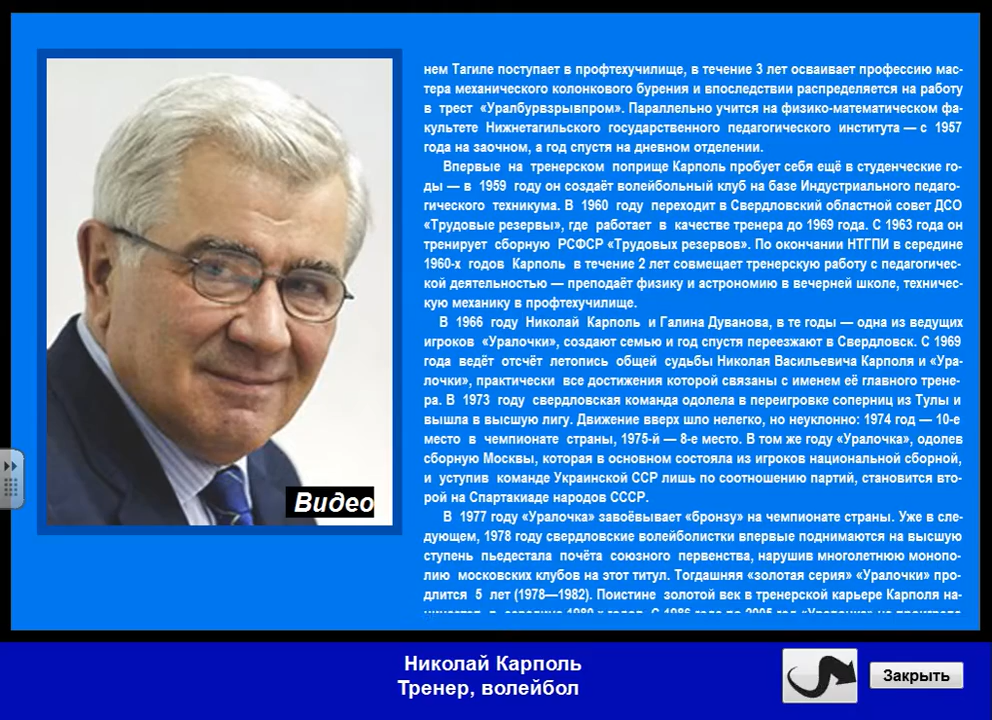 нем Тагиле поступает в профтехучилище, в течение 3 лет осваивает профессию мас-
тера механического колонкового бурения и впоследствии распределяется на работу
в трест «Уралбурвзрывпром». Параллельно учится на физико-математическом фа-
культете Нижнетагильского государственного педагогического института — с 1957
года на заочном, а год спустя на дневном отделении.
Впервые на тренерском поприще Карполь пробует себя ещё в студенческие го-
ды — в 1959 году он создаёт волейбольный клуб на базе Индустриального педаго-
гического техникума. В 1960 году переходит в Свердловский областной совет ДСО
«Трудовые резервы», где работает в качестве тренера до 1969 года. С 1963 года он
тренирует сборную РСФСР «Трудовых резервов». По окончании НТГПИ в середине
1960-х годов Карполь в течение 2 лет совмещает тренерскую работу с педагогичес-
кой деятельностью — преподаёт физику и астрономию в вечерней школе, техничес-
кую механику в профтехучилище.
В 1966 году Николай Карполь и Галина Дуванова, в те годы — одна из ведущих
игроков «Уралочки», создают семью и год спустя переезжают в Свердловск. С 1969
года ведёт отсчёт летопись общей судьбы Николая Васильевича Карполя и «Ура-
лочки», практически все достижения которой связаны с именем её главного трене-
ра. В 1973 году свердловская команда одолела в переигровке соперниц из Тулы и
вышла в высшую лигу. Движение вверх шло нелегко, но неуклонно: 1974 год — 10-е
место в чемпионате страны, 1975-й — 8-е место. В том же году «Уралочка», одолев
сборную Москвы, которая в основном состояла из игроков национальной сборной,
и уступив команде Украинской ССР лишь по соотношению партий, становится вто-
рой на Спартакиаде народов СССР.
В 1977 году «Уралочка» завоёвывает «бронзу» на чемпионате страны. Уже в сле-
дующем, 1978 году свердловские волейболистки впервые поднимаются на высшую
ступень пьедестала почёта союзного первенства, нарушив многолетнюю монопо-
лию московских клубов на этот титул. Тогдашняя «золотая серия» «Уралочки» про-
длится 5 лет (1978—1982). Поистине золотой век в тренерской карьере Карполя на-
Видео
Николай Карполь
Тренер, волейбол
Закрыть